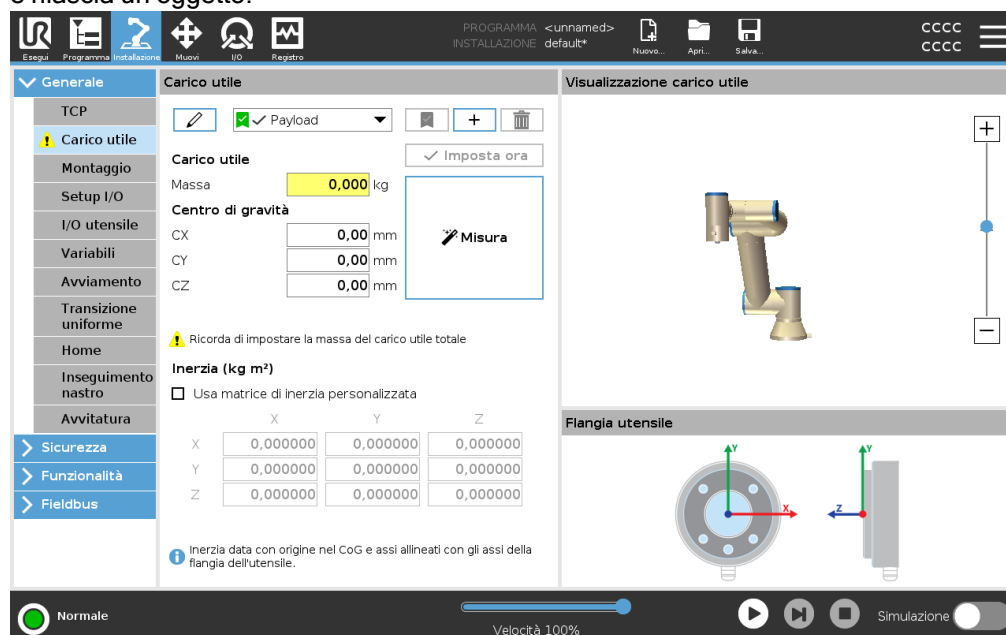 e rilascia un oggetto.
UR
PROGRAMMA <unnamed>
INSTALLAZIONE default*
Esegui Programma Installazione Muovi I/O Registro
Nuovo... Apri... Salva...
CCCC
CCCC
Generale
TCP
Carico utile
Montaggio
Setup I/O
I/O utensile
Variabili
Avviamento
Transizione
uniforme
Home
Inseguimento
nastro
Avvitatura
Sicurezza
Funzionalità
Fieldbus
Carico utile
Payload
+
Imposta ora
Carico utile
Massa 0,000 kg
Centro di gravità
CX 0,00 mm
CY 0,00 mm
CZ 0,00 mm
Misura
Ricorda di impostare la massa del carico utile totale
Inerzia (kg m²)
Usa matrice di inerzia personalizzata
X Y Z
X 0,000000 0,000000 0,000000
Y 0,000000 0,000000 0,000000
Z 0,000000 0,000000 0,000000
Inerzia data con origine nel CoG e assi allineati con gli assi della
flangia dell'utensile.
Visualizzazione carico utile
Flangia utensile
Y Y
X Z
Normale
Velocità 100%
Simulazione